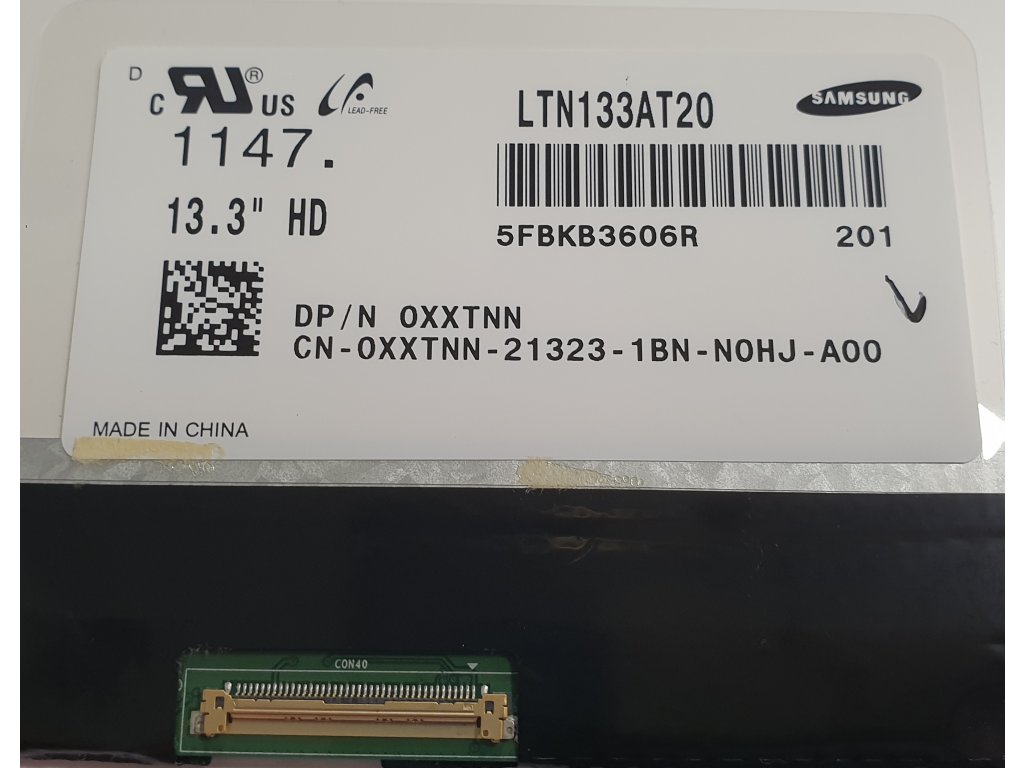 D
c RU ® US LEAD-FREE
LTN133AT20
SAMSUNG
1147.
13.3" HD
5FBKB3606R 201
DP/N 0XXTNN
CN-0XXTNN-21323-1BN-N0HJ-A00
MADE IN CHINA
CON40